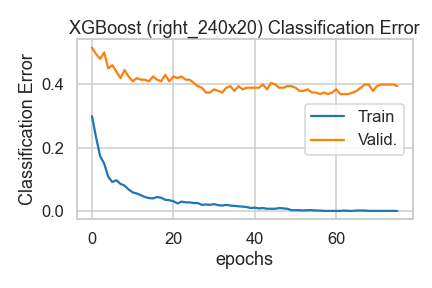 XGBoost (right_240x20) Classification Error
Classification Error
0.4
0.2
0.0
Train
Valid.
0
20
40
60
epochs